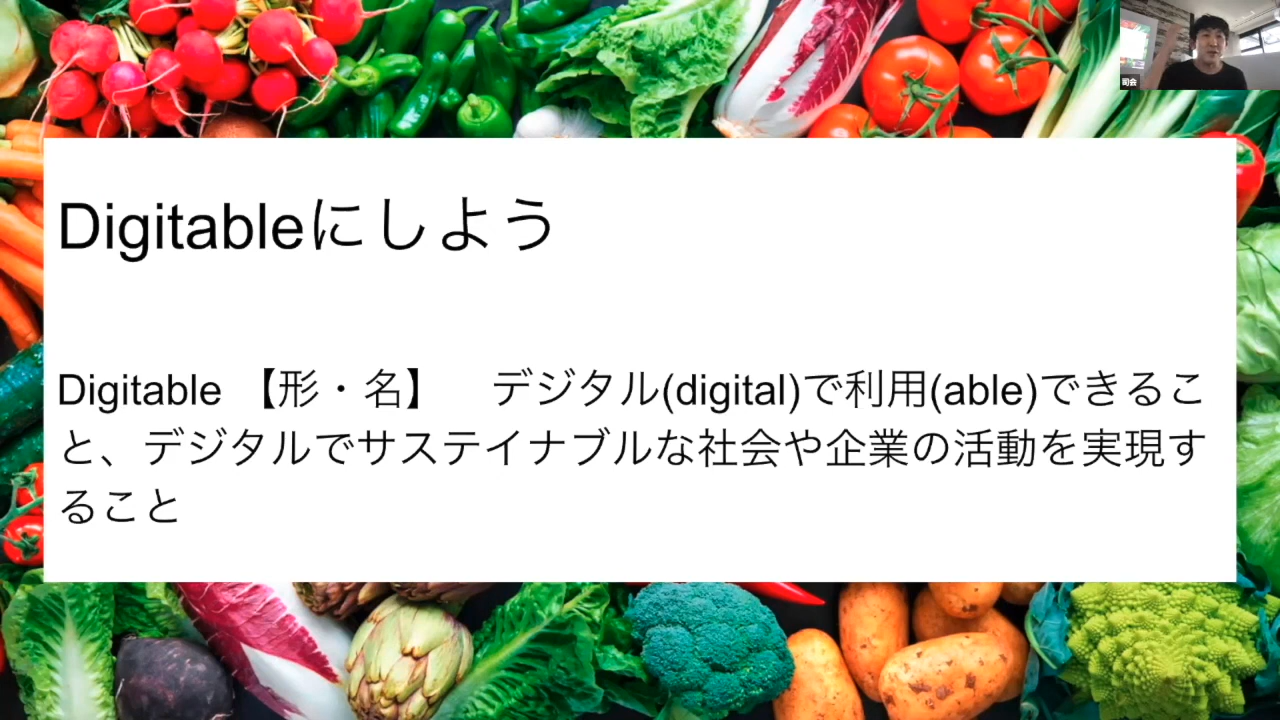 司会
Digitableにしよう
Digitable 【形・名】　デジタル(digital)で利用(able)できるこ
と、デジタルでサステイナブルな社会や企業の活動を実現す
ること